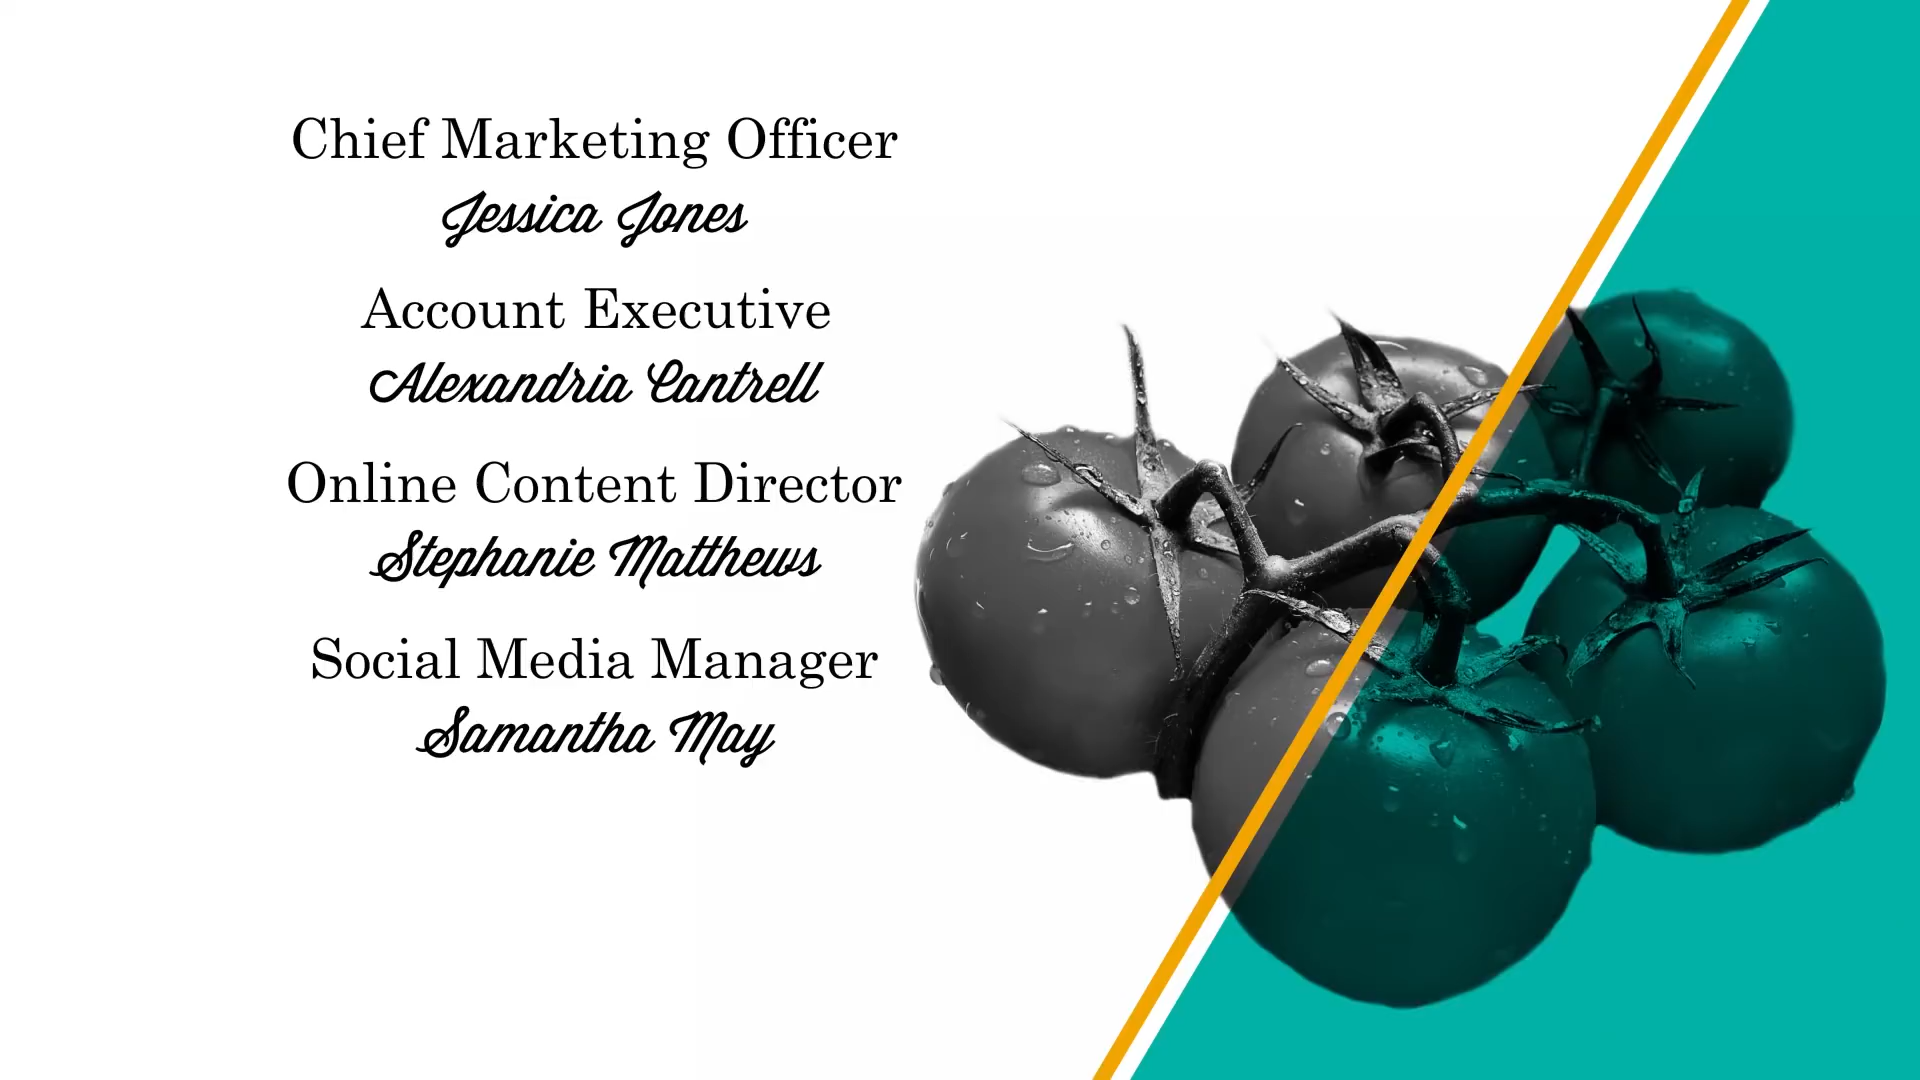 Chief Marketing Officer
Jessica Jones
Account Executive
Alexandria Cantrell
Online Content Director
Stephanie Matthews
Social Media Manager
Samantha May